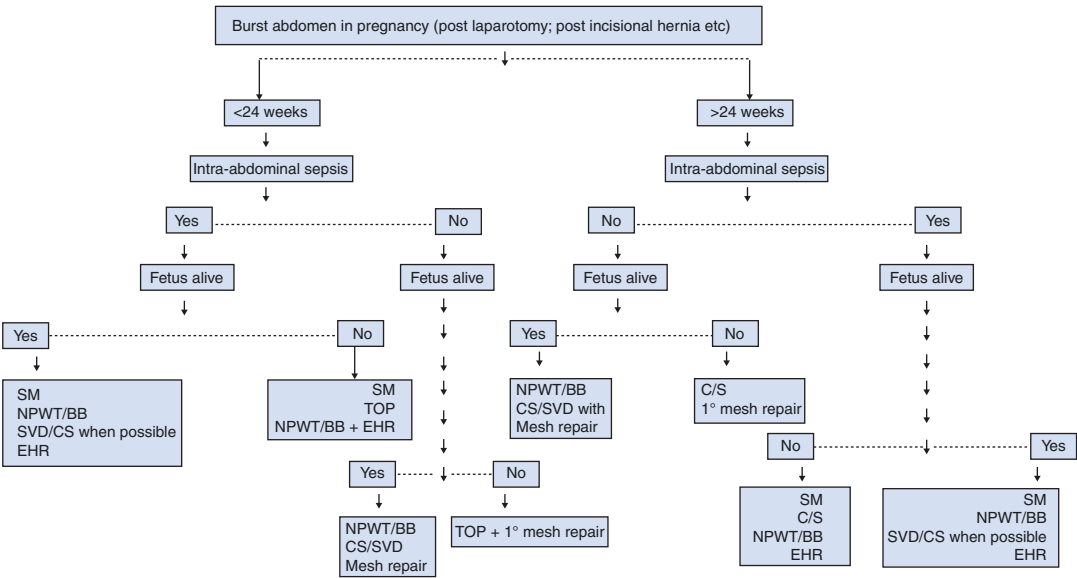 Burst abdomen in pregnancy (post laparotomy; post incisional hernia etc)
<24 weeks
>24 weeks
Intra-abdominal sepsis
Intra-abdominal sepsis
Yes
No
No
Yes
Fetus alive
Fetus alive
Fetus alive
Fetus alive
Yes
No
Yes
No
SM
NPWT/BB
SVD/CS when possible
EHR
SM
TOP
NPWT/BB + EHR
NPWT/BB
CS/SVD with
Mesh repair
C/S
1° mesh repair
Yes
No
No
Yes
NPWT/BB
CS/SVD
Mesh repair
TOP + 1° mesh repair
SM
C/S
NPWT/BB
EHR
SM
NPWT/BB
SVD/CS when possible
EHR